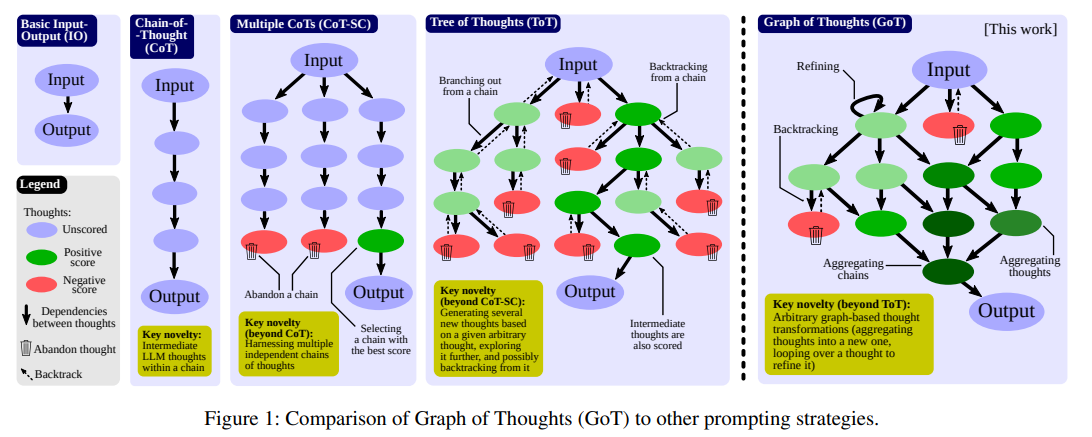 Basic Input-
Output (IO)
Input
Output
Legend
Thoughts:
Unscored
Positive
score
Negative
score
Dependencies
between thoughts
Abandon thought
Backtrack
Chain-of-
-Thought
(CoT)
Input
Output
Key novelty:
Intermediate
LLM thoughts
within a chain
Multiple CoTs (CoT-SC)
Input
Abandon a chain
Output
Key novelty
(beyond CoT):
Harnessing multiple
independent chains
of thoughts
Selecting
a chain with
the best score
Tree of Thoughts (ToT)
Input
Branching out
from a chain
Backtracking
from a chain
Output
Key novelty
(beyond CoT-SC):
Generating several
new thoughts based
on a given arbitrary
thought, exploring
it further, and possibly
backtracking from it
Intermediate
thoughts are
also scored
Graph of Thoughts (GoT)
[This work]
Refining
Input
Backtracking
Aggregating
chains
Aggregating
thoughts
Output
Key novelty (beyond ToT):
Arbitrary graph-based thought
transformations (aggregating
thoughts into a new one,
looping over a thought to
refine it)
Figure 1: Comparison of Graph of Thoughts (GoT) to other prompting strategies.